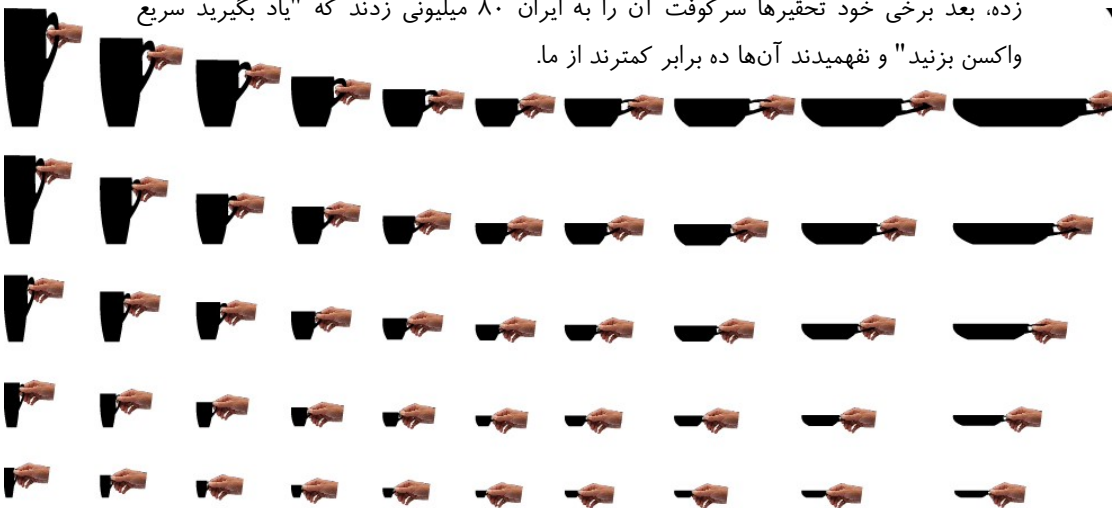 زده، بعد برخی خود تحقیرها سرکوفت آن را به ایران ۸۰ میلیونی زدند که "یاد بگیرید سریع
واکسن بزنید" و نفهمیدند آن‌ها ده برابر کمترند از ما.